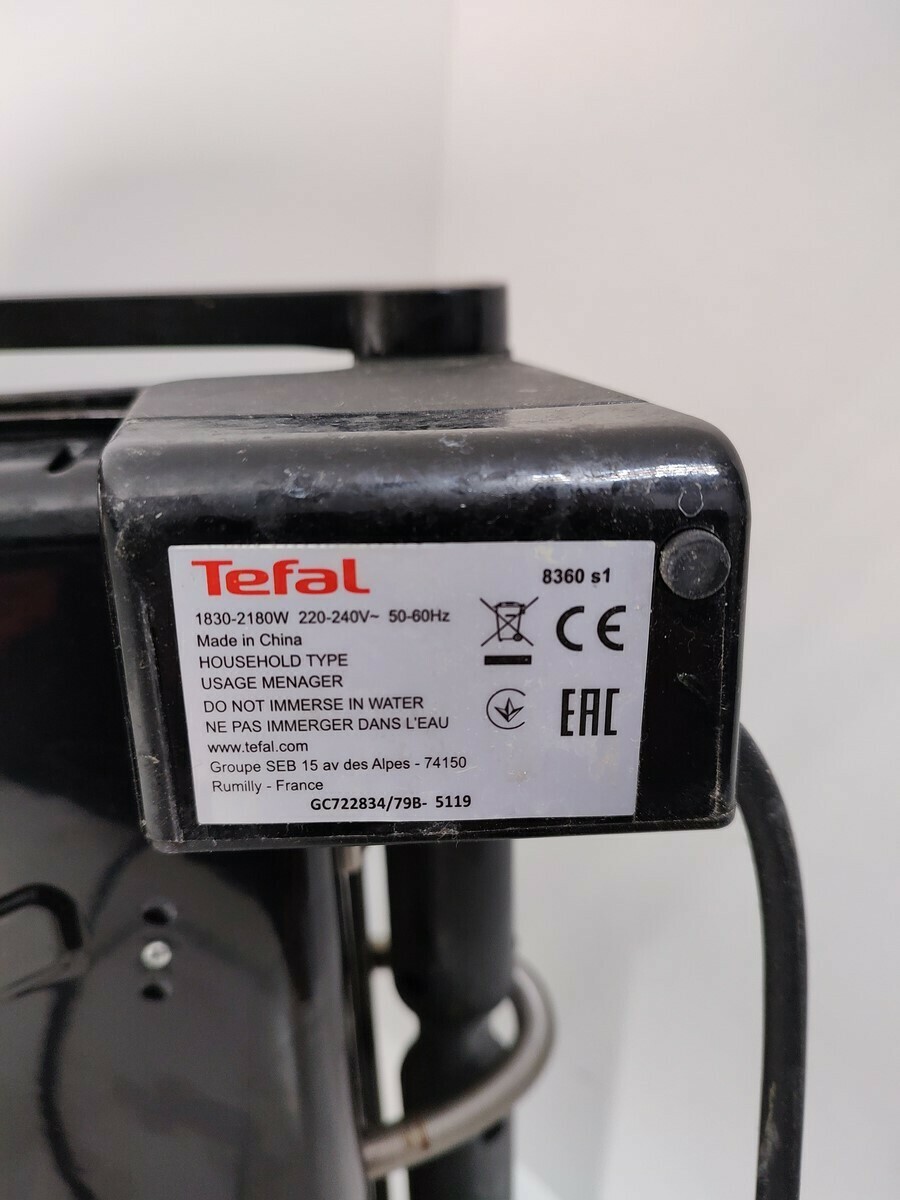 Tefal
8360 s1
1830-2180W 220-240V~ 50-60Hz
Made in China
HOUSEHOLD TYPE
USAGE MENAGER
DO NOT IMMERSE IN WATER
NE PAS IMMERGER DANS L'EAU
www.tefal.com
Groupe SEB 15 av des Alpes - 74150
Rumilly - France
GC722834/79B- 5119
CE
EAC